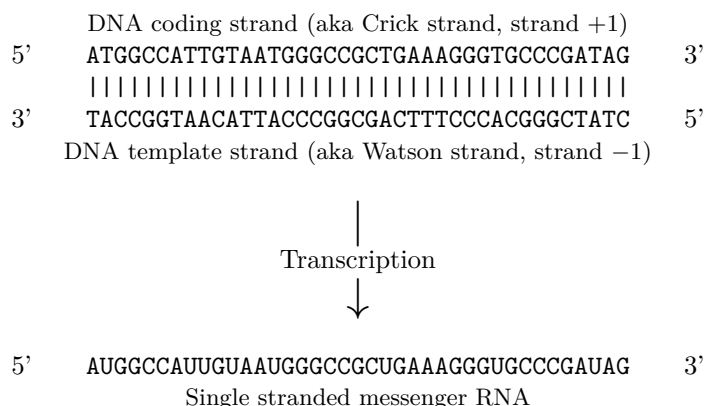 DNA coding strand (aka Crick strand, strand +1)
5' ATGGCCATTGTAATGGGCCGCTGAAAGGGTGCCCGATAG 3'
|||||||||||||||||||||||||||||||||||||||
3' TACCGGTAACATTACCCGGCGACTTTCCCACGGGCTATC 5'
DNA template strand (aka Watson strand, strand −1)
Transcription
5' AUGGCCAUUGUAAUGGGCCGCUGAAAGGGUGCCCGAUAG 3'
Single stranded messenger RNA